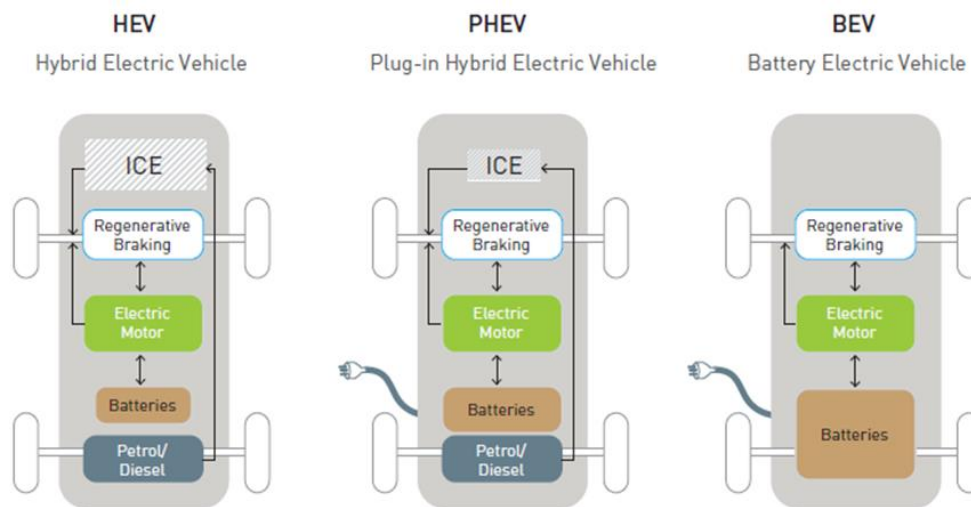 HEV
Hybrid Electric Vehicle
ICE
Regenerative
Braking
Electric
Motor
Batteries
Petrol/
Diesel
PHEV
Plug-in Hybrid Electric Vehicle
ICE
Regenerative
Braking
Electric
Motor
Batteries
Petrol/
Diesel
BEV
Battery Electric Vehicle
Regenerative
Braking
Electric
Motor
Batteries